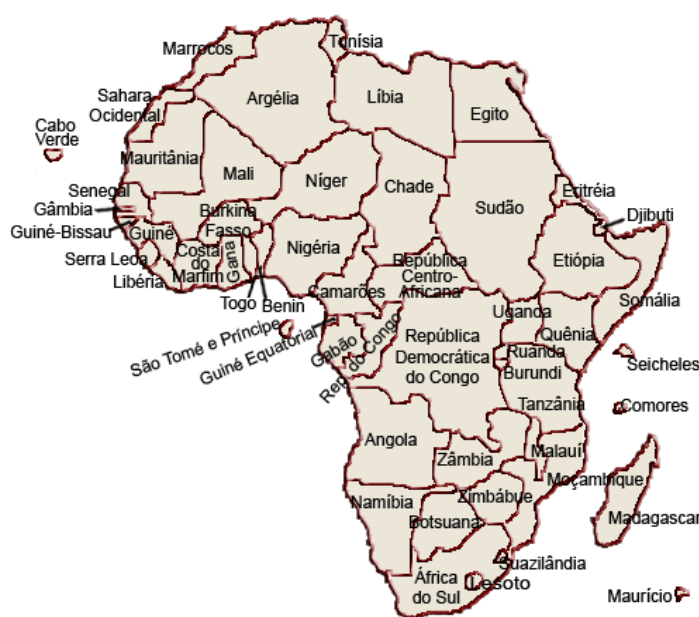 Marrocos
Tunísia
Argélia
Líbia
Egito
Sahara
Ocidental
Cabo
Verde
Mauritânia
Mali
Níger
Chade
Sudão
Eritréia
Senegal
Gâmbia
Guiné-Bissau
Guiné
Burkina
Fasso
Djibuti
Serra Leoa
Costa
do
Marfim
Gana
Nigéria
Etiópia
Libéria
Togo
Benin
Camarões
República
Centro-
Africana
Somália
São Tomé e Príncipe
Guiné Equatorial
Gabão
Rep. do Congo
República
Democrática
do Congo
Uganda
Quênia
Ruanda
Burundi
Seicheles
Tanzânia
Comores
Angola
Zâmbia
Malauí
Moçambique
Namíbia
Zimbábue
Botsuana
Madagascar
Suazilândia
África
do Sul
Lesoto
Maurício